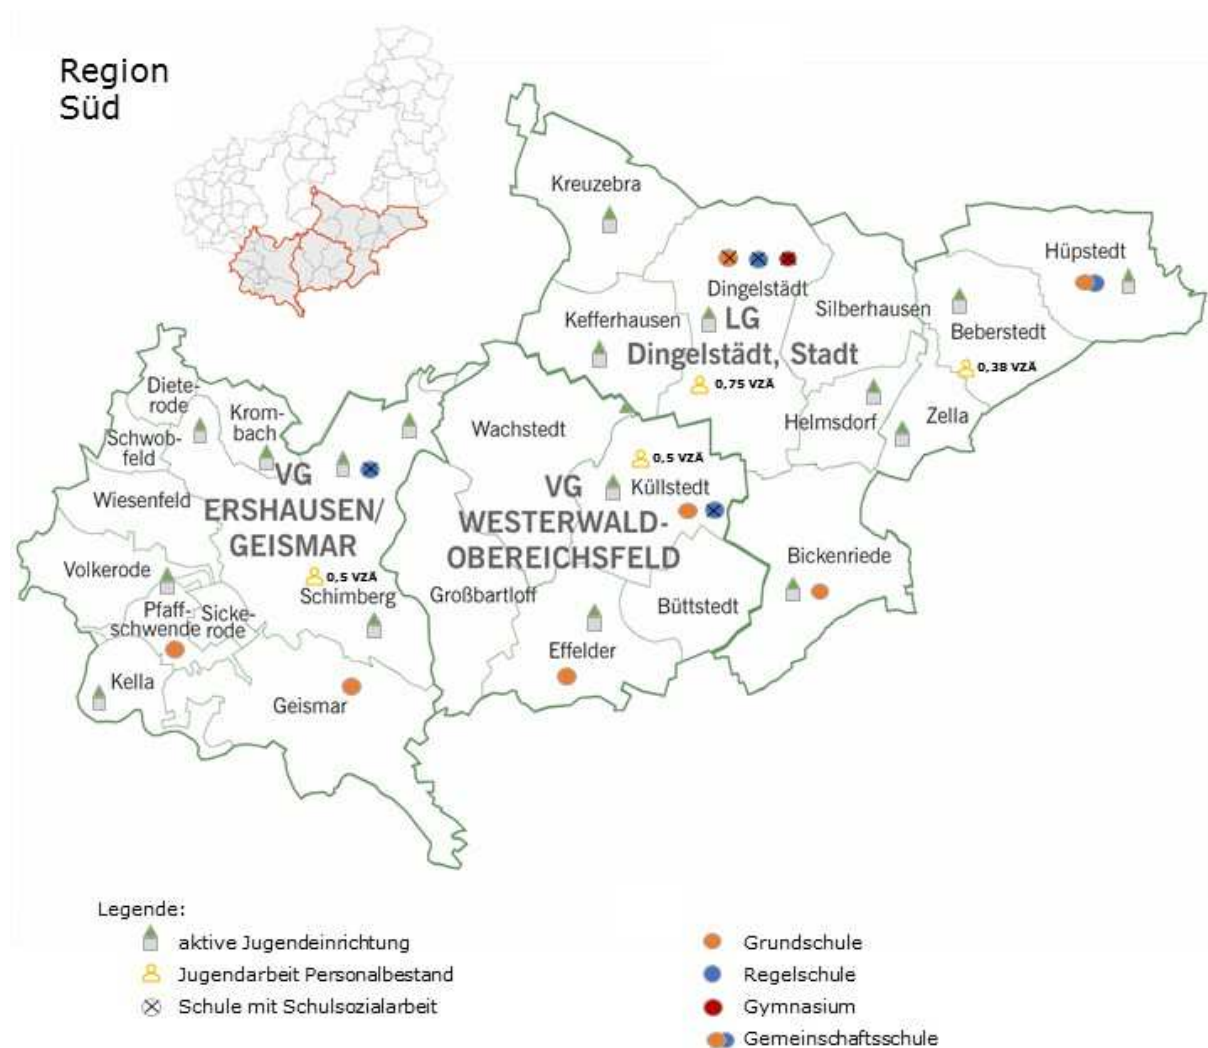 Region
Süd
Kreuzebra
Hüpstedt
Dingelstädt
Silberhausen
Kefferhausen
LG
Dingelstädt, Stadt
Beberstedt
0,38 VZÄ
0,75 VZÄ
Helmsdorf
Zella
Diete-
rode
Krom-
bach
Schwob-
feld
Wachstedt
0,5 VZÄ
Küllstedt
VG
ERSHAUSEN/
GEISMAR
Wiesenfeld
VG
WESTERWALD-
OBEREICHSFELD
Bickenriede
Volkerode
0,5 VZÄ
Schimberg
Großbartloff
Büttstedt
Pfaff-
schwende
Sicke-
rode
Effelder
Kella
Geismar
Legende:
aktive Jugendeinrichtung
Jugendarbeit Personalbestand
Schule mit Schulsozialarbeit
Grundschule
Regelschule
Gymnasium
Gemeinschaftsschule